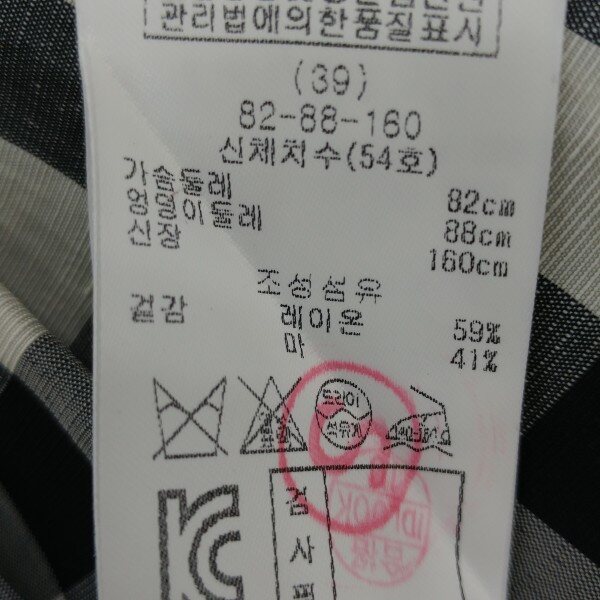 관리법에의한품질표시
(39)
82-88-160
신체치수(54호)
가슴둘레 82cm
엉덩이둘레 88cm
신장 160cm
조성섬유
겉감 레이온 59%
마 41%
드라이
석유계
검
사